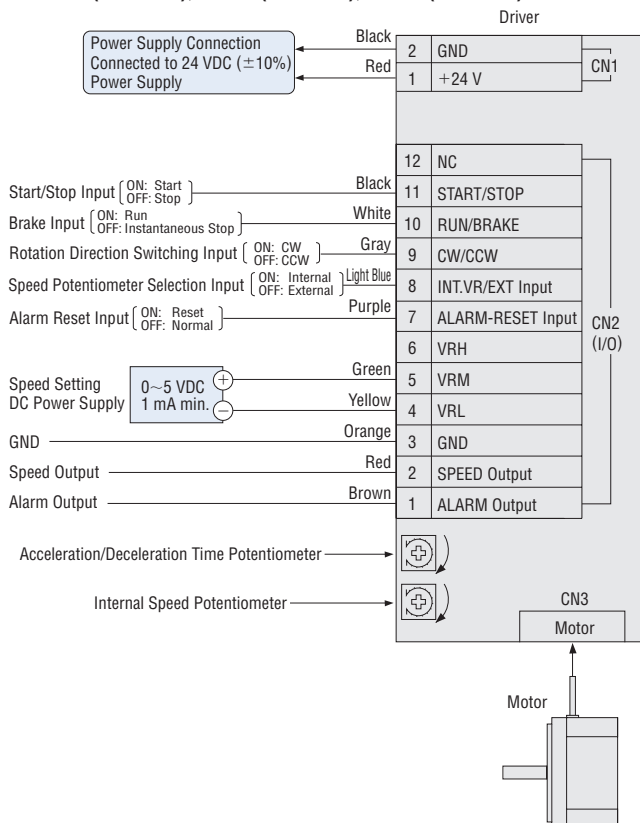 Driver
Power Supply Connection
Connected to 24 VDC (±10%)
Power Supply
Black
2 GND
Red
1 +24 V
CN1
12 NC
Start/Stop Input [ON: Start OFF: Stop]
Black
11 START/STOP
Brake Input [ON: Run OFF: Instantaneous Stop]
White
10 RUN/BRAKE
Rotation Direction Switching Input [ON: CW OFF: CCW]
Gray
9 CW/CCW
Speed Potentiometer Selection Input [ON: Internal OFF: External]
Light Blue
8 INT.VR/EXT Input
Alarm Reset Input [ON: Reset OFF: Normal]
Purple
7 ALARM-RESET Input
CN2
(I/O)
6 VRH
Speed Setting
DC Power Supply
0~5 VDC +
1 mA min. −
Green
5 VRM
Yellow
4 VRL
GND
Orange
3 GND
Speed Output
Red
2 SPEED Output
Alarm Output
Brown
1 ALARM Output
Acceleration/Deceleration Time Potentiometer
Internal Speed Potentiometer
CN3
Motor
Motor